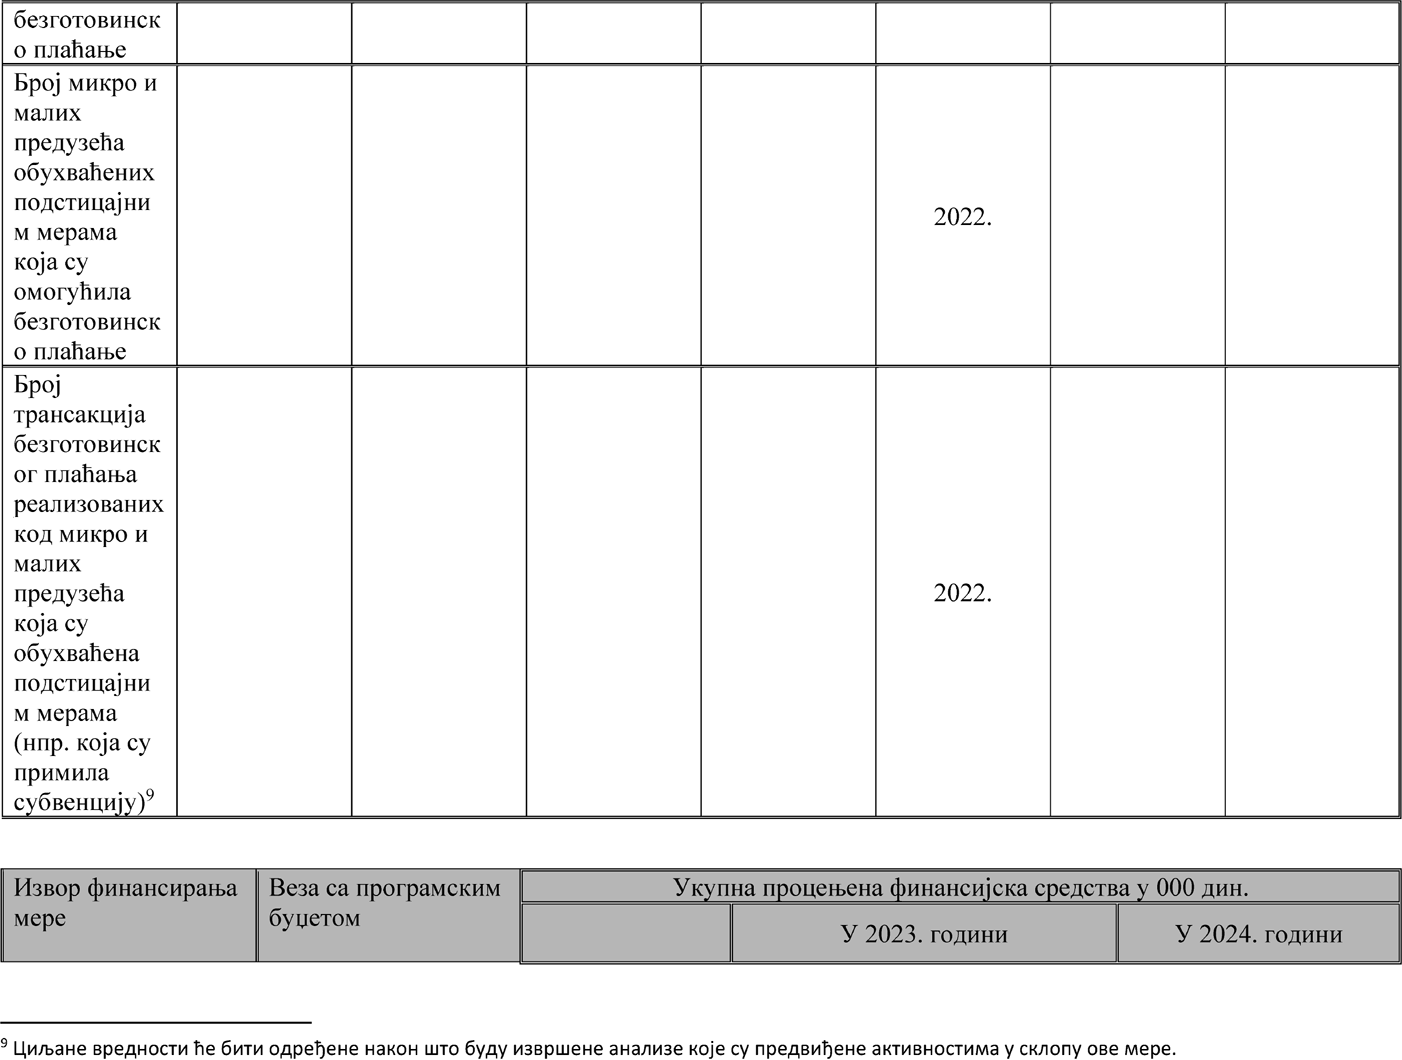 безготовинск
о плаћање
Број микро и
малих
предузећа
обухваћених
подстицајни
м мерама
која су
омогућила
безготовинск
о плаћање
2022.
Број
трансакција
безготовинск
ог плаћања
реализованих
код микро и
малих
предузећа
која су
обухваћена
подстицајни
м мерама
(нпр. која су
примила
субвенцију)⁹
2022.
Извор финансирања
мере
Веза са програмским
буџетом
Укупна процењена финансијска средства у 000 дин.
У 2023. години
У 2024. години
⁹ Циљане вредности ће бити одређене након што буду извршене анализе које су предвиђене активностима у склопу ове мере.